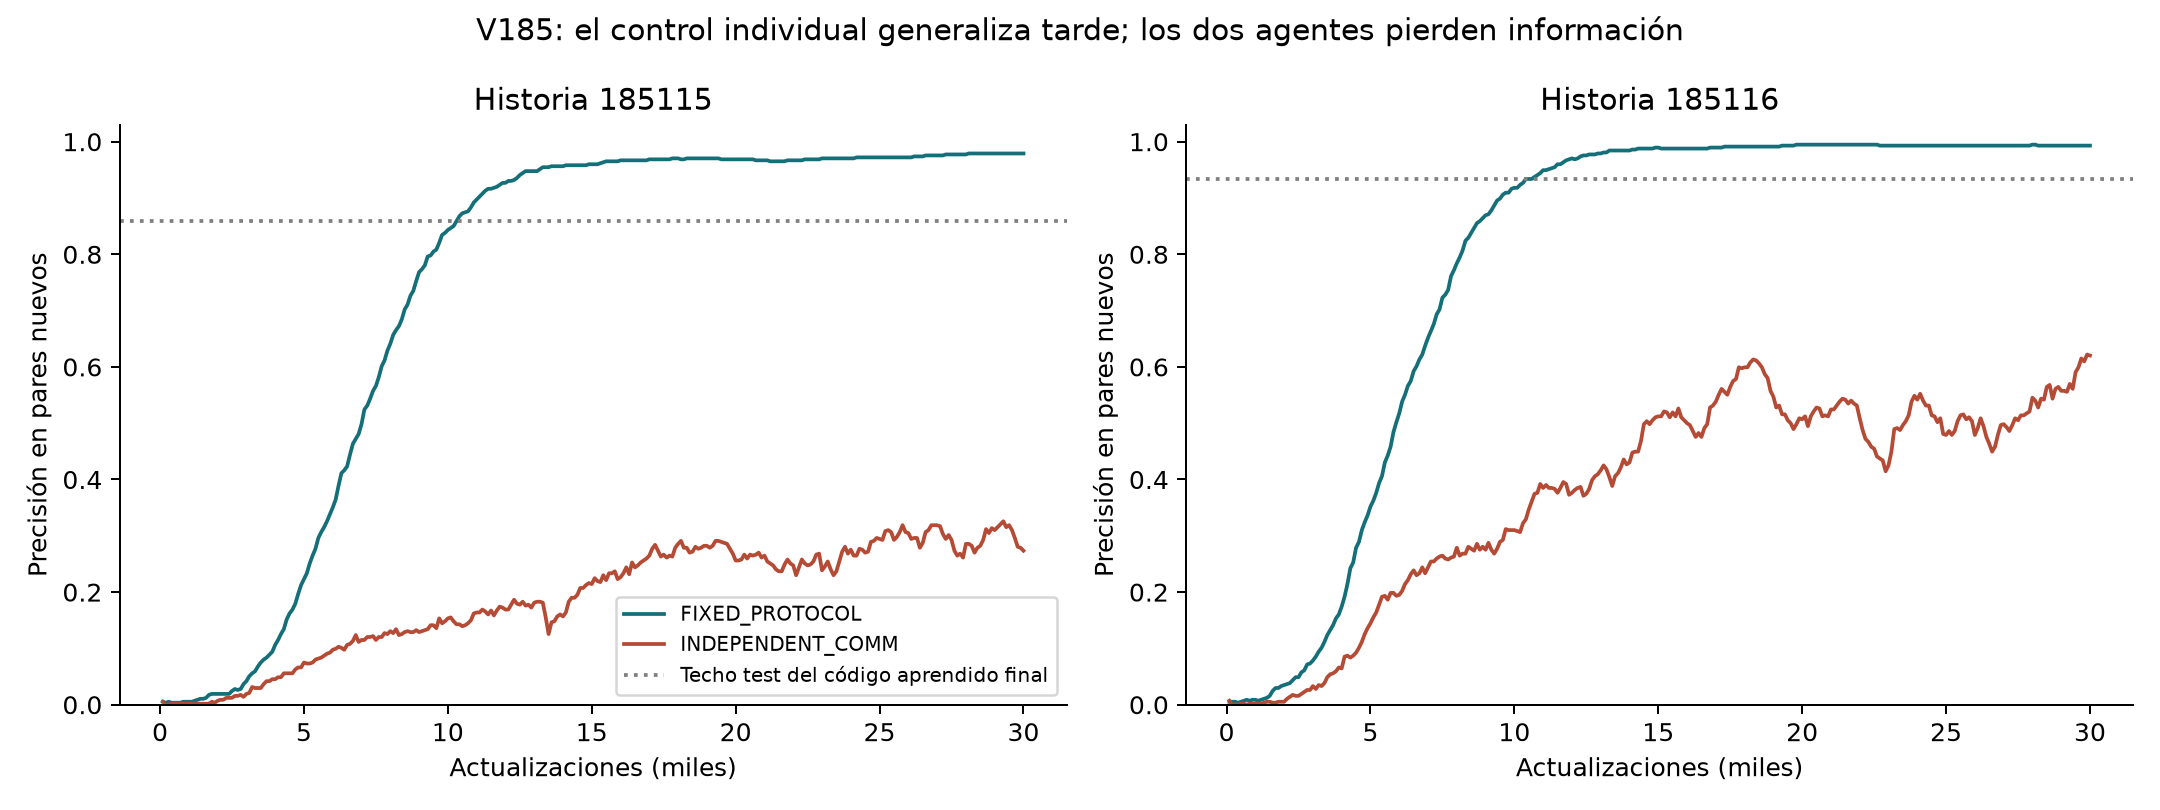 V185: el control individual generaliza tarde; los dos agentes pierden información
Historia 185115
Precisión en pares nuevos
1.0
0.8
0.6
0.4
0.2
0.0
0
5
10
15
20
25
30
Actualizaciones (miles)
FIXED_PROTOCOL
INDEPENDENT_COMM
Techo test del código aprendido final
Historia 185116
Precisión en pares nuevos
1.0
0.8
0.6
0.4
0.2
0.0
0
5
10
15
20
25
30
Actualizaciones (miles)